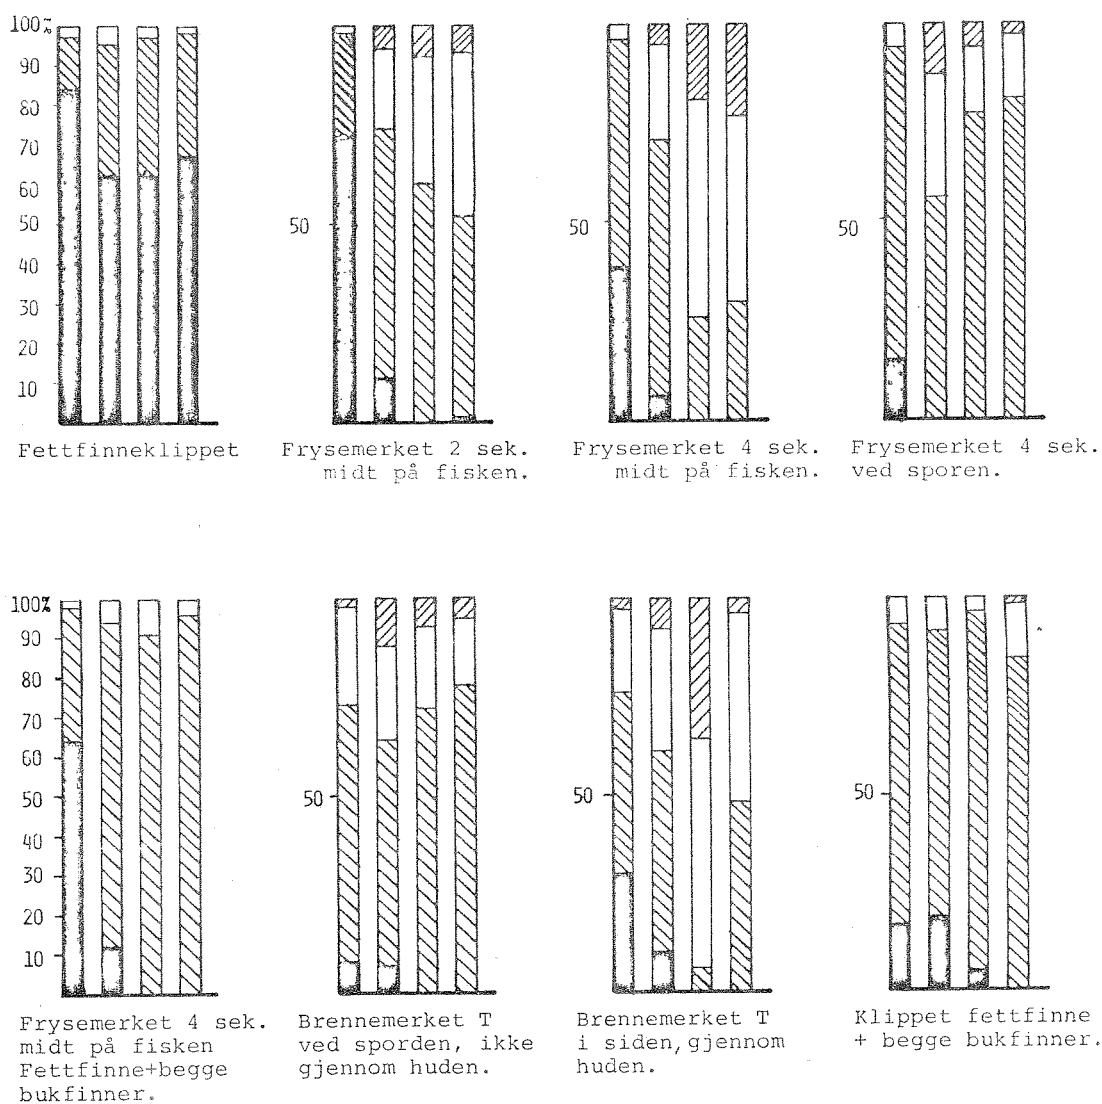 100%
90
80
70
60
50
40
30
20
10
Fettfinneklippet
50
Frysemerket 2 sek.
midt på fisken.
50
Frysemerket 4 sek.
midt på fisken.
50
Frysemerket 4 sek.
ved sporen.
100%
90
80
70
60
50
40
30
20
10
Frysemerket 4 sek.
midt på fisken
Fettfinne+begge
bukfinner.
50
Brennemerket T
ved sporden, ikke
gjennom huden.
50
Brennemerket T
i siden, gjennom
huden.
50
Klippet fettfinne
+ begge bukfinner.